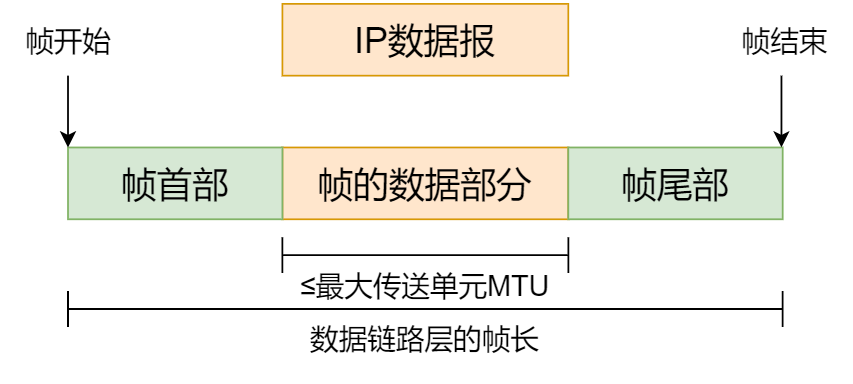 IP数据报
帧开始
帧结束
帧首部
帧的数据部分
帧尾部
≤最大传送单元MTU
数据链路层的帧长